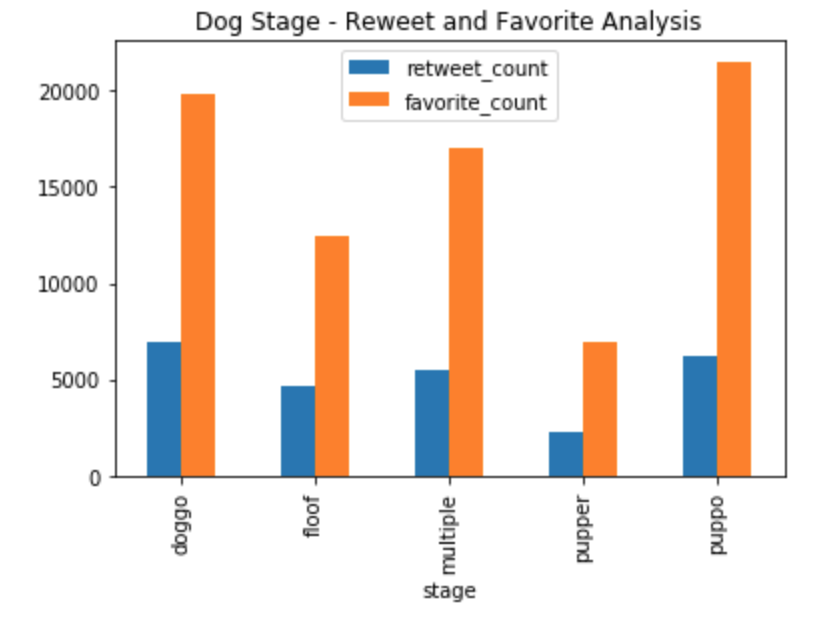 Dog Stage - Reweet and Favorite Analysis
retweet_count
favorite_count
20000
15000
10000
5000
0
doggo
floof
multiple
pupper
puppo
stage